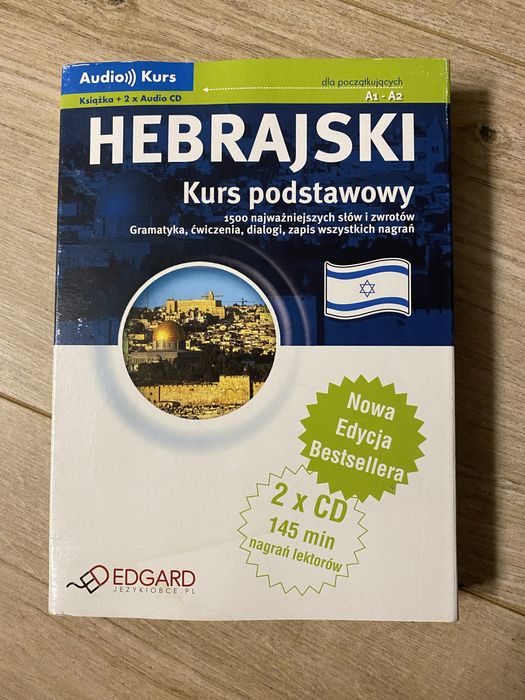 Audio))) Kurs
Książka + 2 x Audio CD
dla początkujących
A1 - A2
HEBRAJSKI
Kurs podstawowy
1500 najważniejszych słów i zwrotów
Gramatyka, ćwiczenia, dialogi, zapis wszystkich nagrań
Nowa
Edycja
Bestsellera
2 x CD
145 min
nagrań lektorów
EDGARD
JEZYKIOBCE.PL